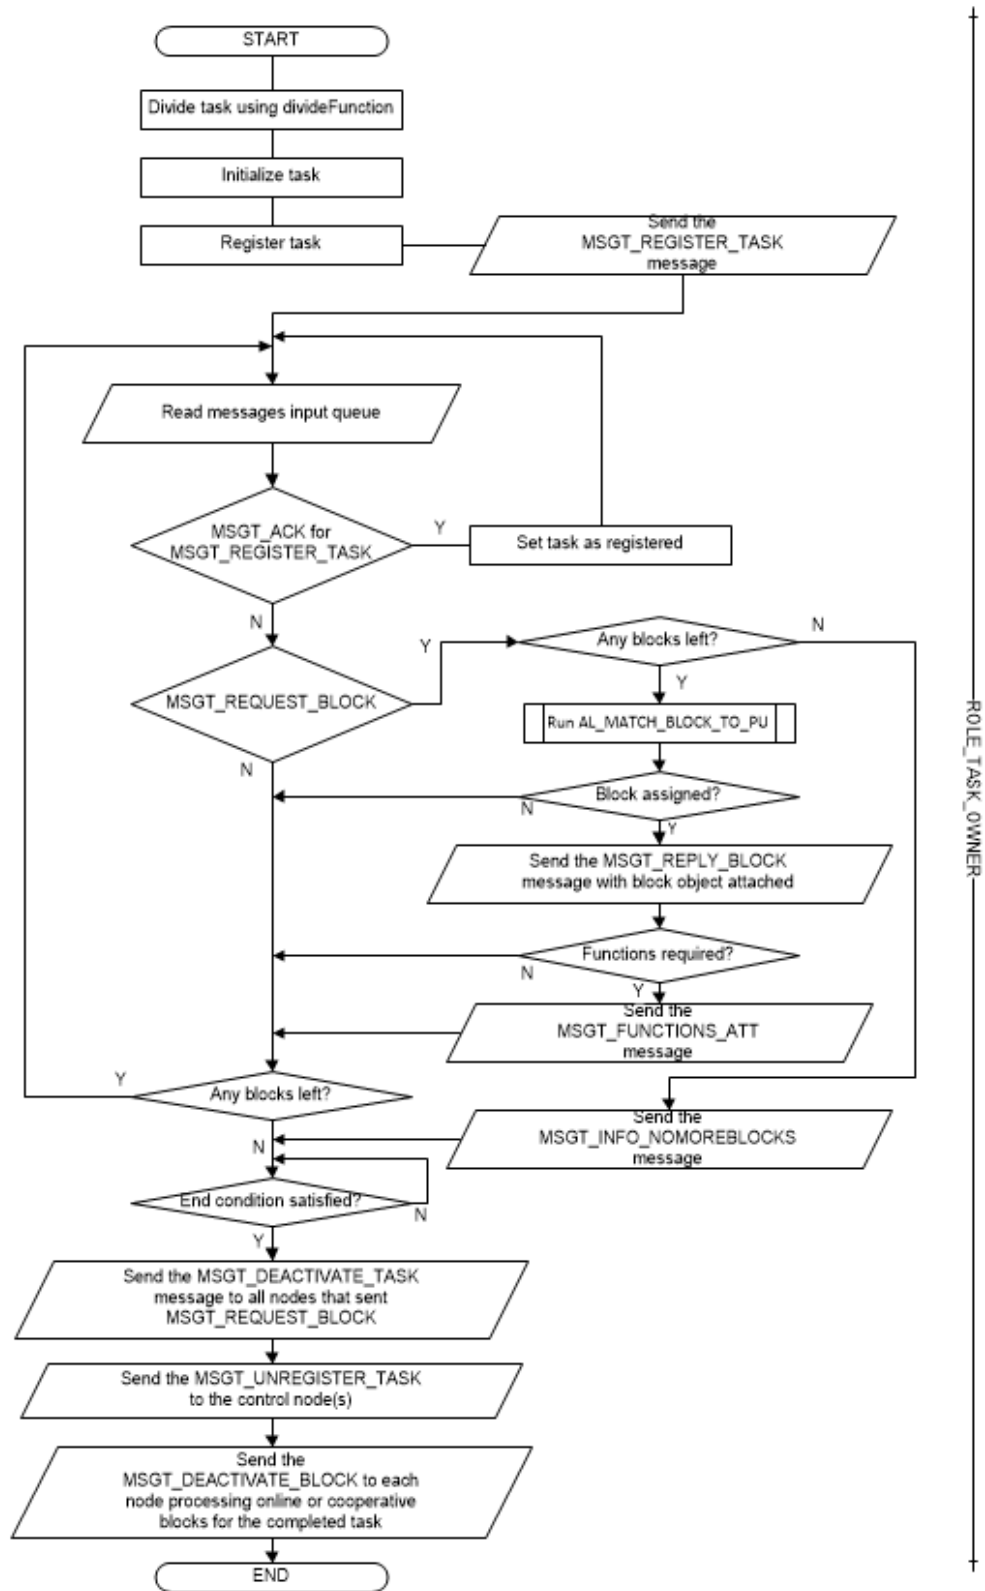 START
Divide task using divideFunction
Initialize task
Register task
Send the
MSGT_REGISTER_TASK
message
Read messages input queue
MSGT_ACK for
MSGT_REGISTER_TASK
Y
Set task as registered
N
MSGT_REQUEST_BLOCK
Y
Any blocks left?
N
Y
Run AL_MATCH_BLOCK_TO_PU
N
Block assigned?
N
Y
Send the MSGT_REPLY_BLOCK
message with block object attached
Functions required?
N
Y
Send the
MSGT_FUNCTIONS_ATT
message
Y
Any blocks left?
N
Send the
MSGT_INFO_NOMOREBLOCKS
message
End condition satisfied?
N
Y
Send the MSGT_DEACTIVATE_TASK
message to all nodes that sent
MSGT_REQUEST_BLOCK
Send the MSGT_UNREGISTER_TASK
to the control node(s)
Send the
MSGT_DEACTIVATE_BLOCK to each
node processing online or cooperative
blocks for the completed task
END
ROLE_TASK_OWNER